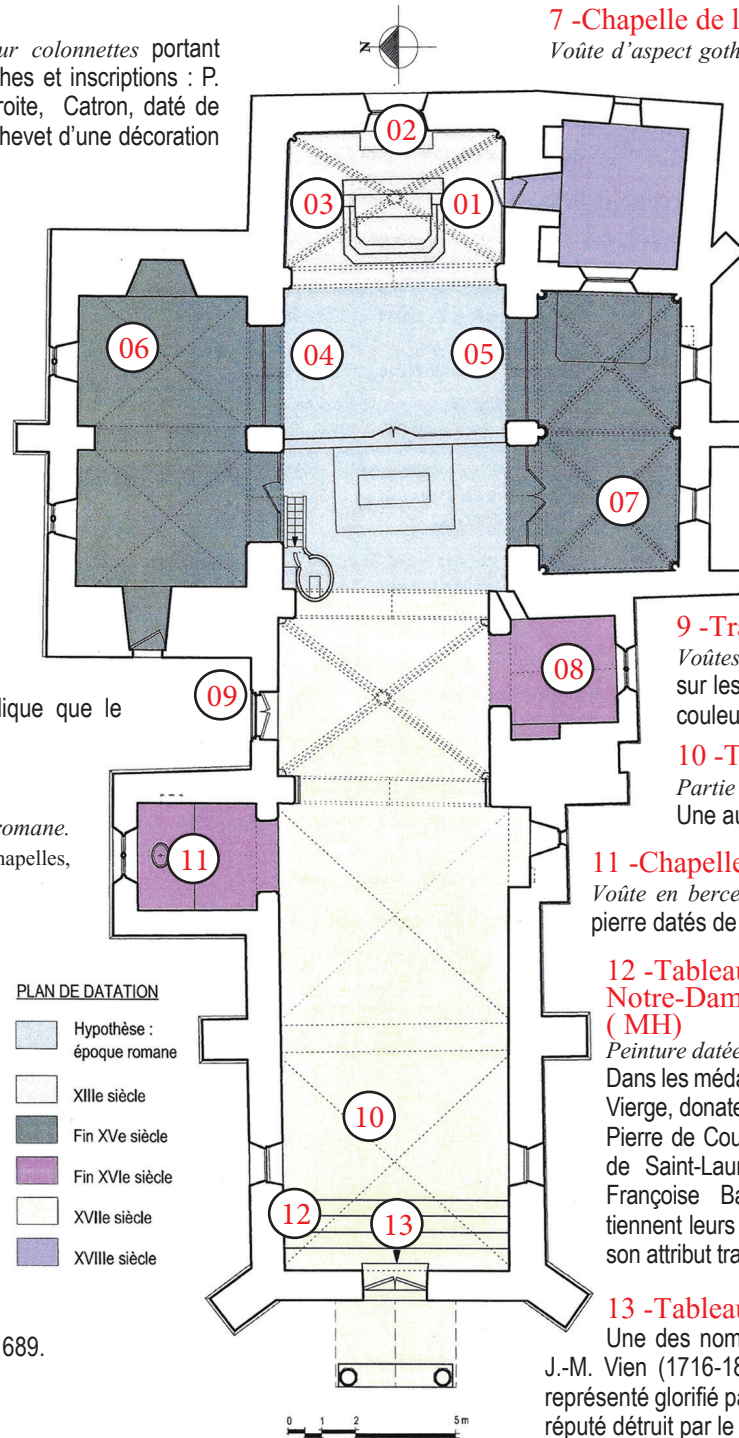 ur colonnettes portant
hes et inscriptions : P.
roite, Catron, daté de
hevet d'une décoration
N
7 -Chapelle de l
Voûte d'aspect goth
02
03
01
06
04
05
07
08
09
lique que le
romane.
hapelles,
11
9 -Tra
Voûtes
sur les
couleu
10 -T
Partie
Une au
11 -Chapelle
Voûte en berce
pierre datés de
12 -Tableau
Notre-Dam
( MH)
Peinture datée
Dans les méda
Vierge, donate
Pierre de Cou
de Saint-Lau
Françoise Ba
tiennent leurs
son attribut tra
PLAN DE DATATION
Hypothèse :
époque romane
XIIIe siècle
Fin XVe siècle
Fin XVIe siècle
XVIIe siècle
XVIIIe siècle
10
12
13
689.
13 -Tableau
Une des nom
J.-M. Vien (1716-18
représenté glorifié pa
réputé détruit par le
0 1 2 5 m